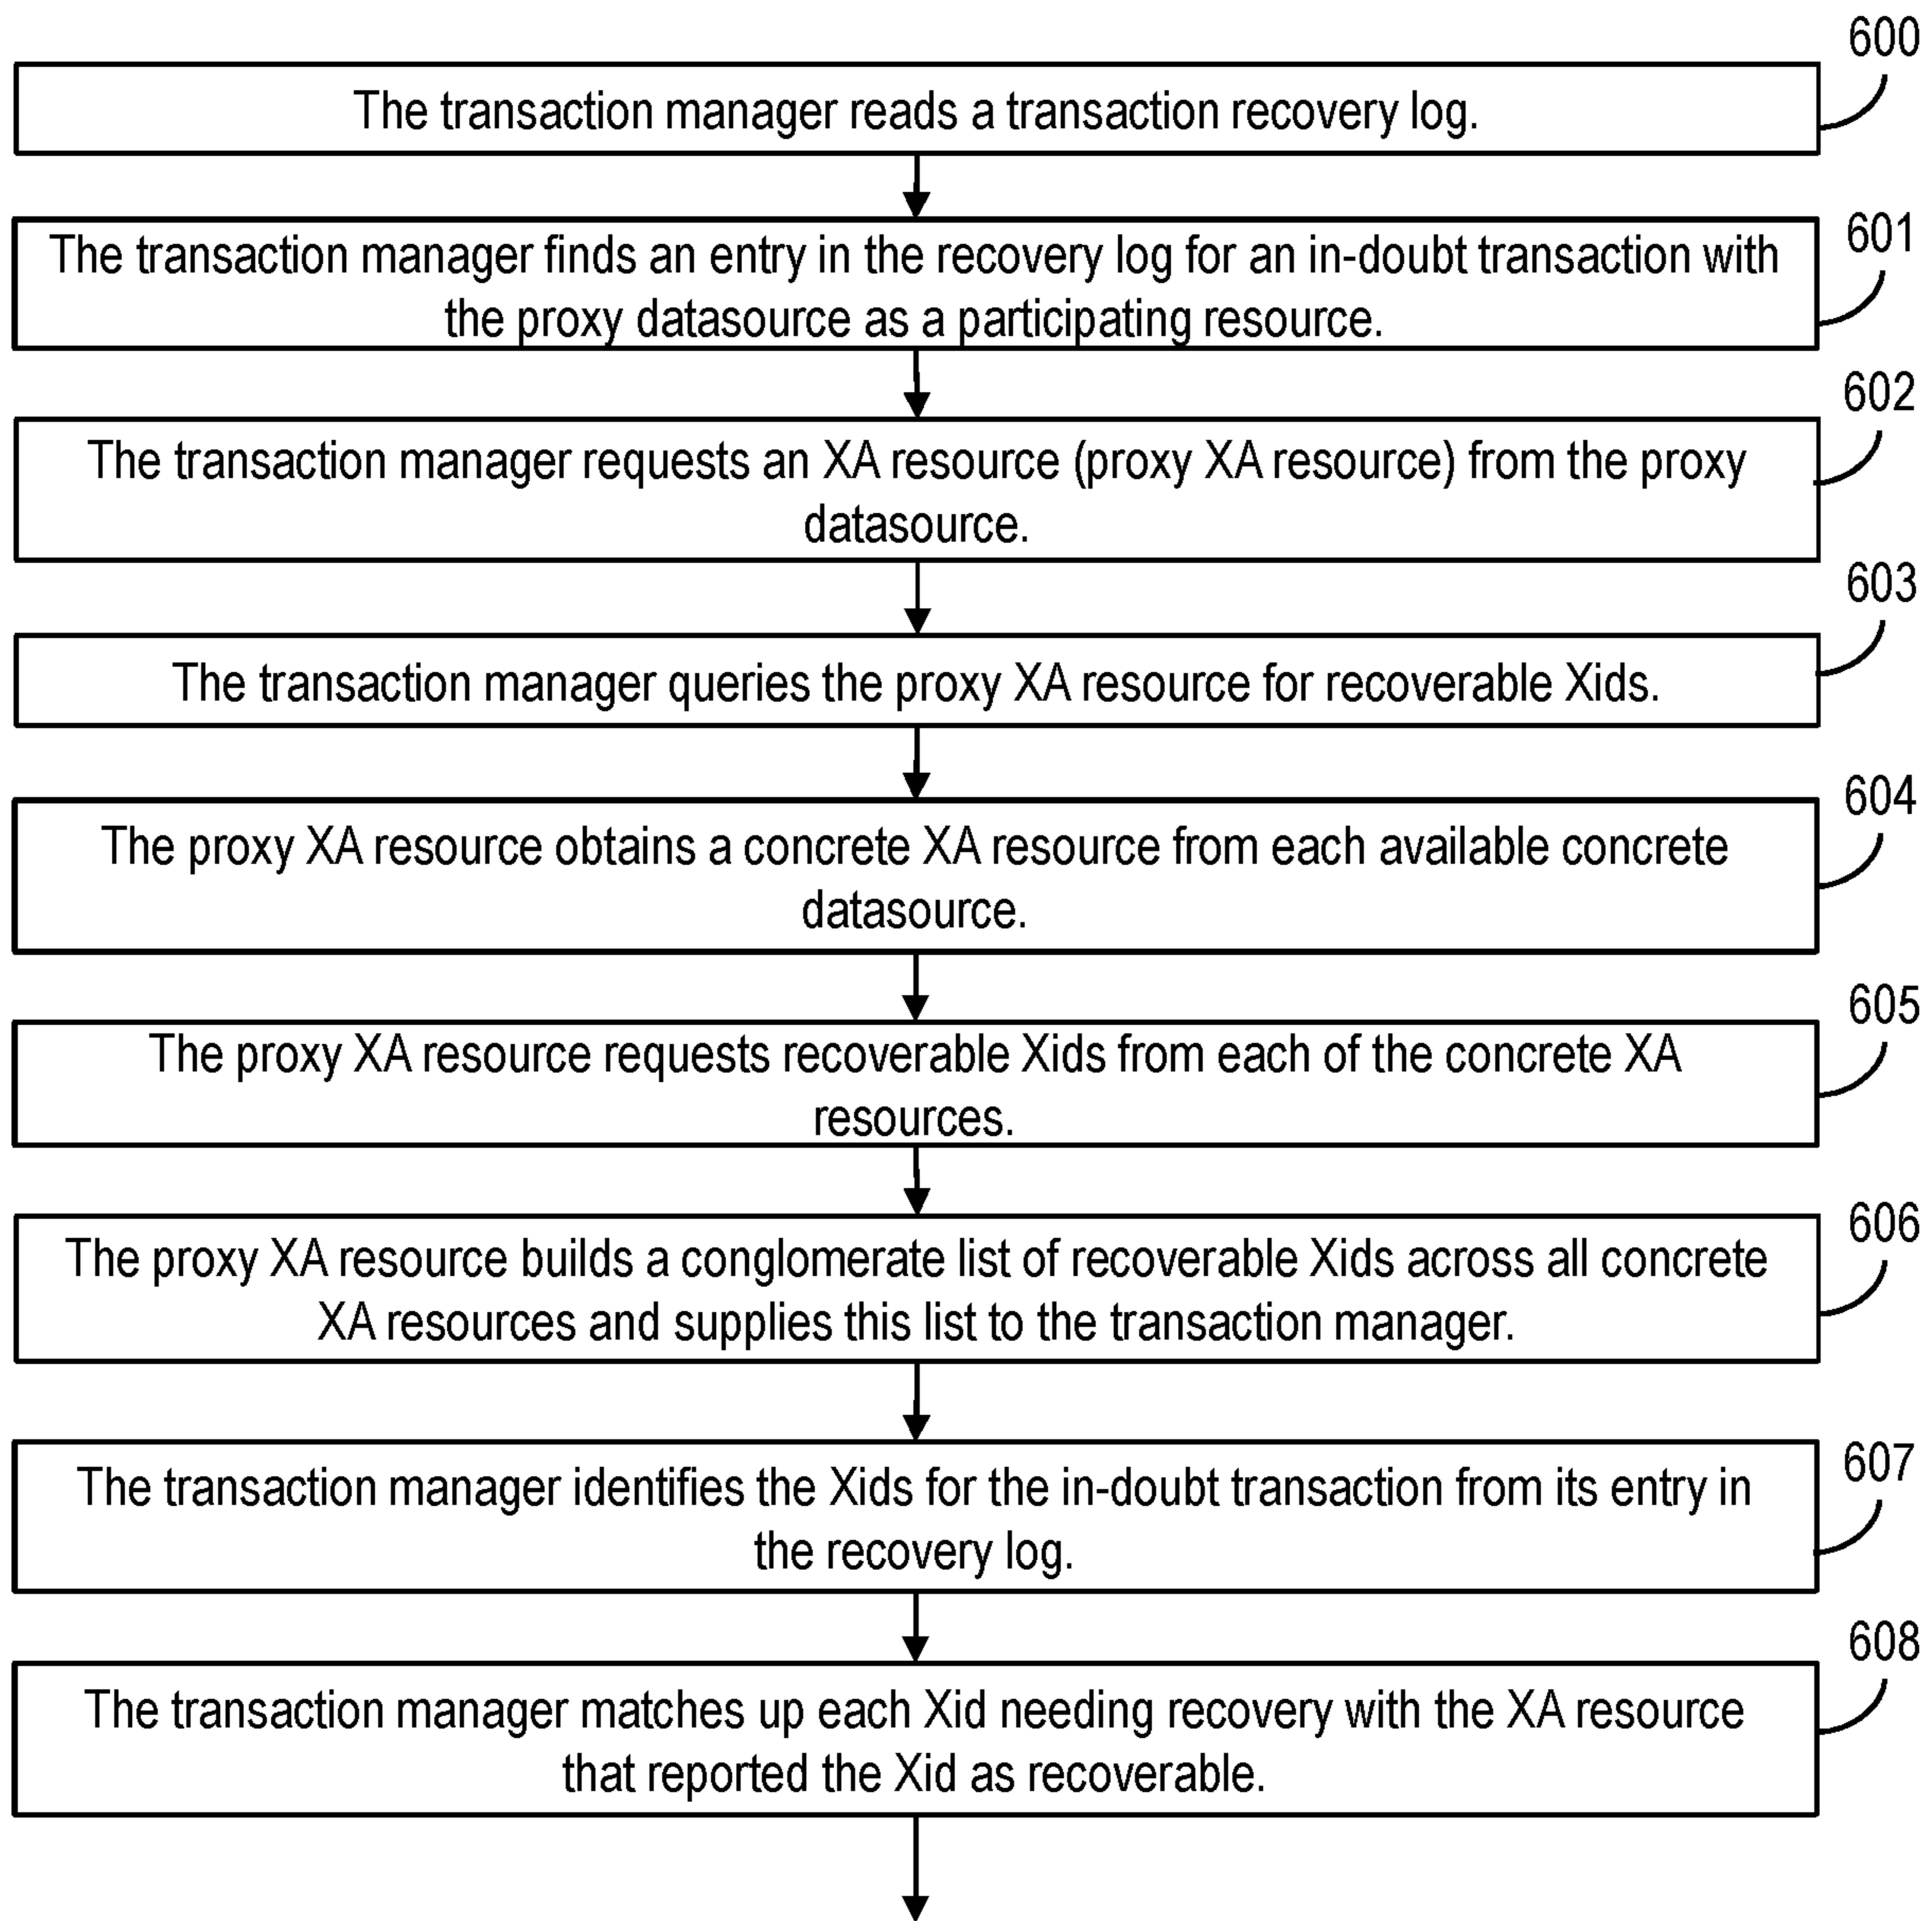 600
The transaction manager reads a transaction recovery log.
601
The transaction manager finds an entry in the recovery log for an in-doubt transaction with
the proxy datasource as a participating resource.
602
The transaction manager requests an XA resource (proxy XA resource) from the proxy
datasource.
603
The transaction manager queries the proxy XA resource for recoverable Xids.
604
The proxy XA resource obtains a concrete XA resource from each available concrete
datasource.
605
The proxy XA resource requests recoverable Xids from each of the concrete XA
resources.
606
The proxy XA resource builds a conglomerate list of recoverable Xids across all concrete
XA resources and supplies this list to the transaction manager.
607
The transaction manager identifies the Xids for the in-doubt transaction from its entry in
the recovery log.
608
The transaction manager matches up each Xid needing recovery with the XA resource
that reported the Xid as recoverable.